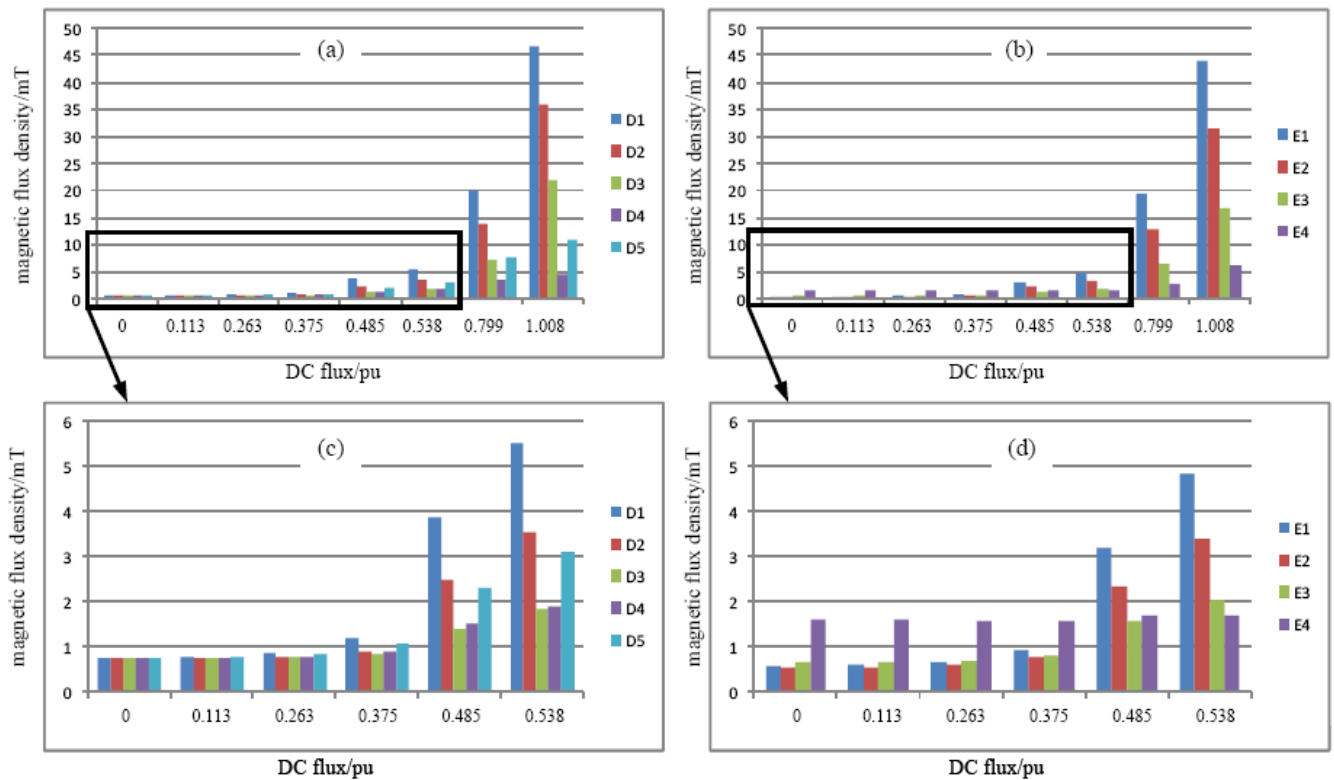 magnetic flux density/mT
50
45
40
35
30
25
20
15
10
5
0
(a)
0 0.113 0.263 0.375 0.485 0.538 0.799 1.008
DC flux/pu
D1
D2
D3
D4
D5
magnetic flux density/mT
50
45
40
35
30
25
20
15
10
5
0
(b)
0 0.113 0.263 0.375 0.485 0.538 0.799 1.008
DC flux/pu
E1
E2
E3
E4
magnetic flux density/mT
6
5
4
3
2
1
0
(c)
0 0.113 0.263 0.375 0.485 0.538
DC flux/pu
D1
D2
D3
D4
D5
magnetic flux density/mT
6
5
4
3
2
1
0
(d)
0 0.113 0.263 0.375 0.485 0.538
DC flux/pu
E1
E2
E3
E4